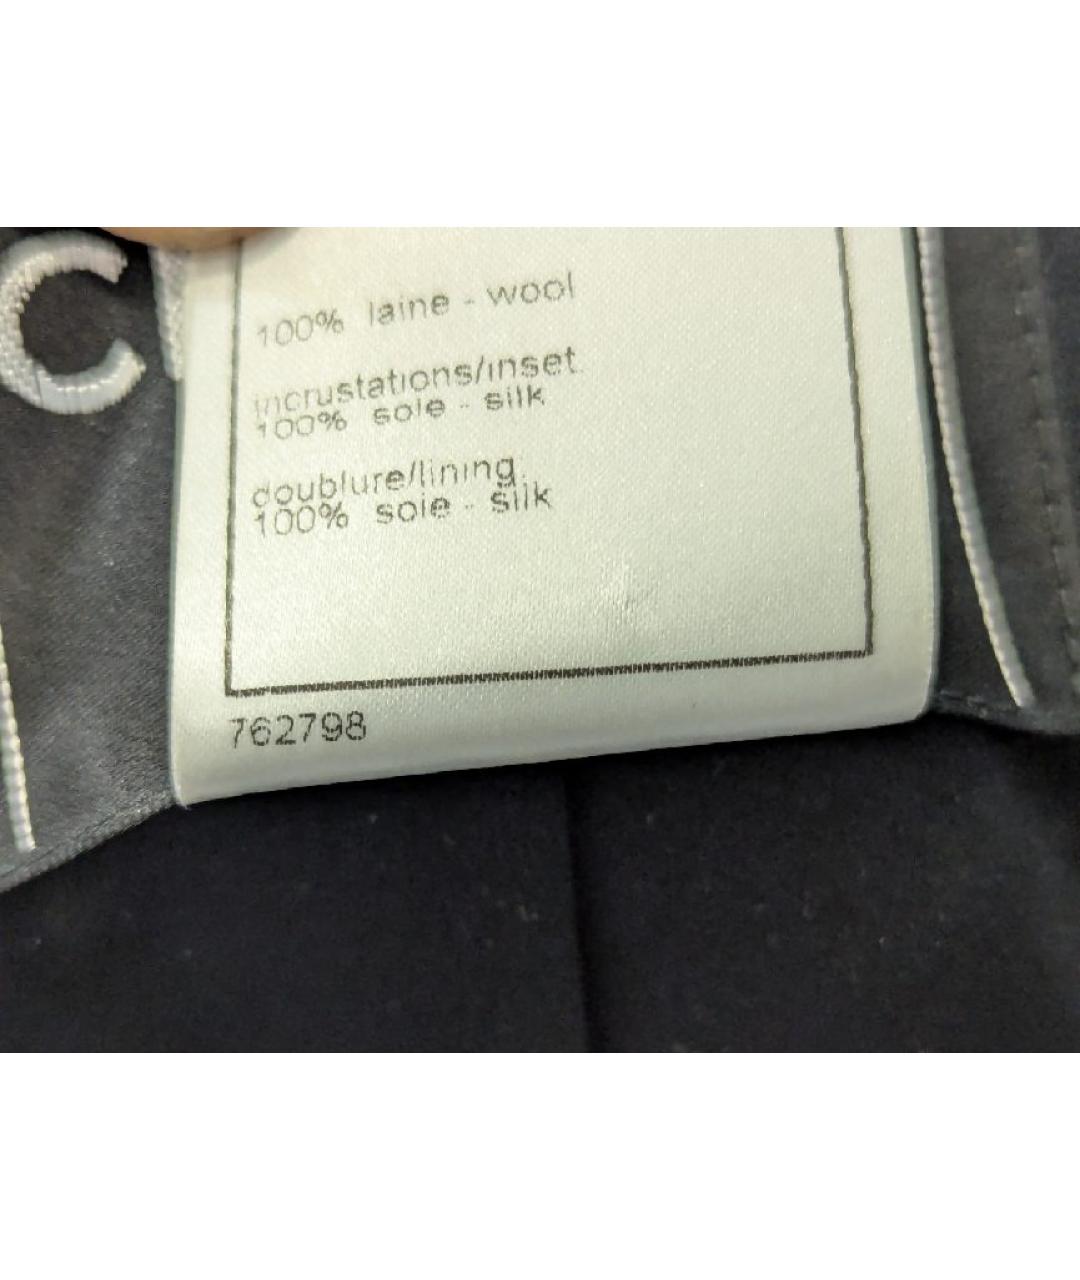 C
100% laine - wool
incrustations/inset
100% soie - silk
doublure/lining
100% soie - silk
762798